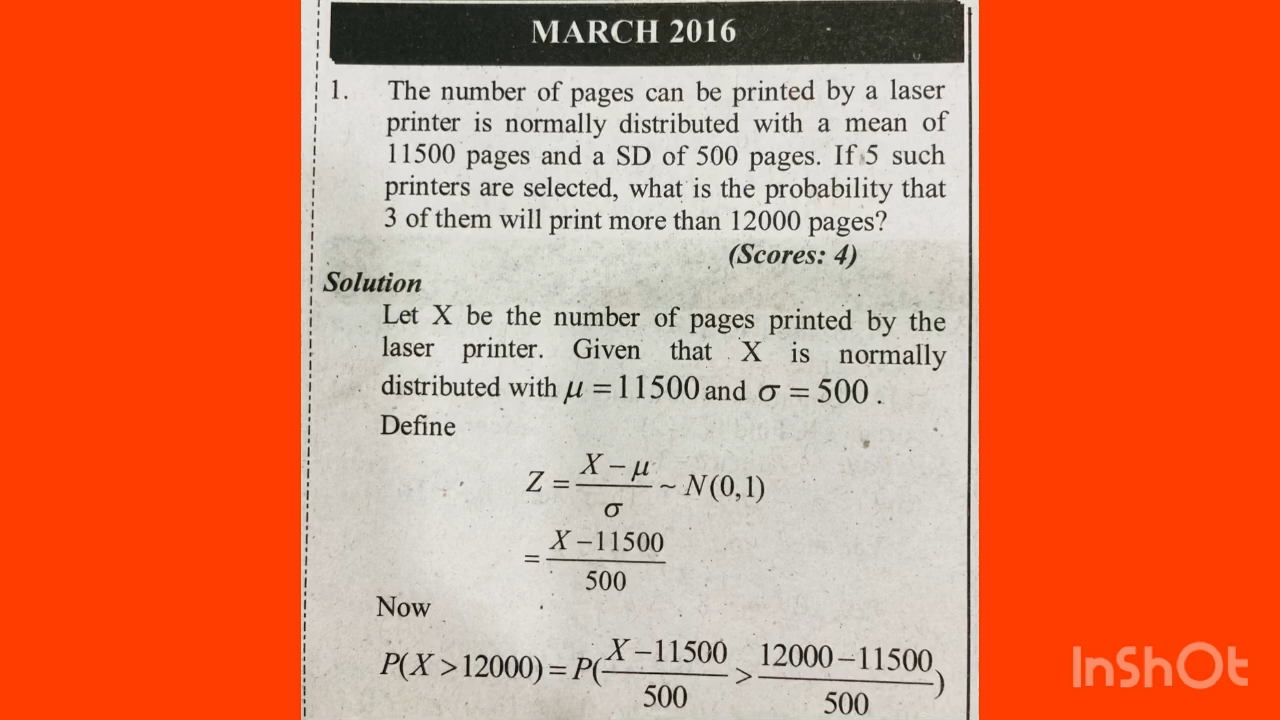 MARCH 2016
1. The number of pages can be printed by a laser
printer is normally distributed with a mean of
11500 pages and a SD of 500 pages. If 5 such
printers are selected, what is the probability that
3 of them will print more than 12000 pages?
(Scores: 4)
Solution
Let X be the number of pages printed by the
laser printer. Given that X is normally
distributed with μ = 11500 and σ = 500 .
Define
Z = (X − μ)/σ ~ N(0,1)
= (X − 11500)/500
Now
P(X > 12000) = P( (X − 11500)/500 > (12000 − 11500)/500 )
InShOt